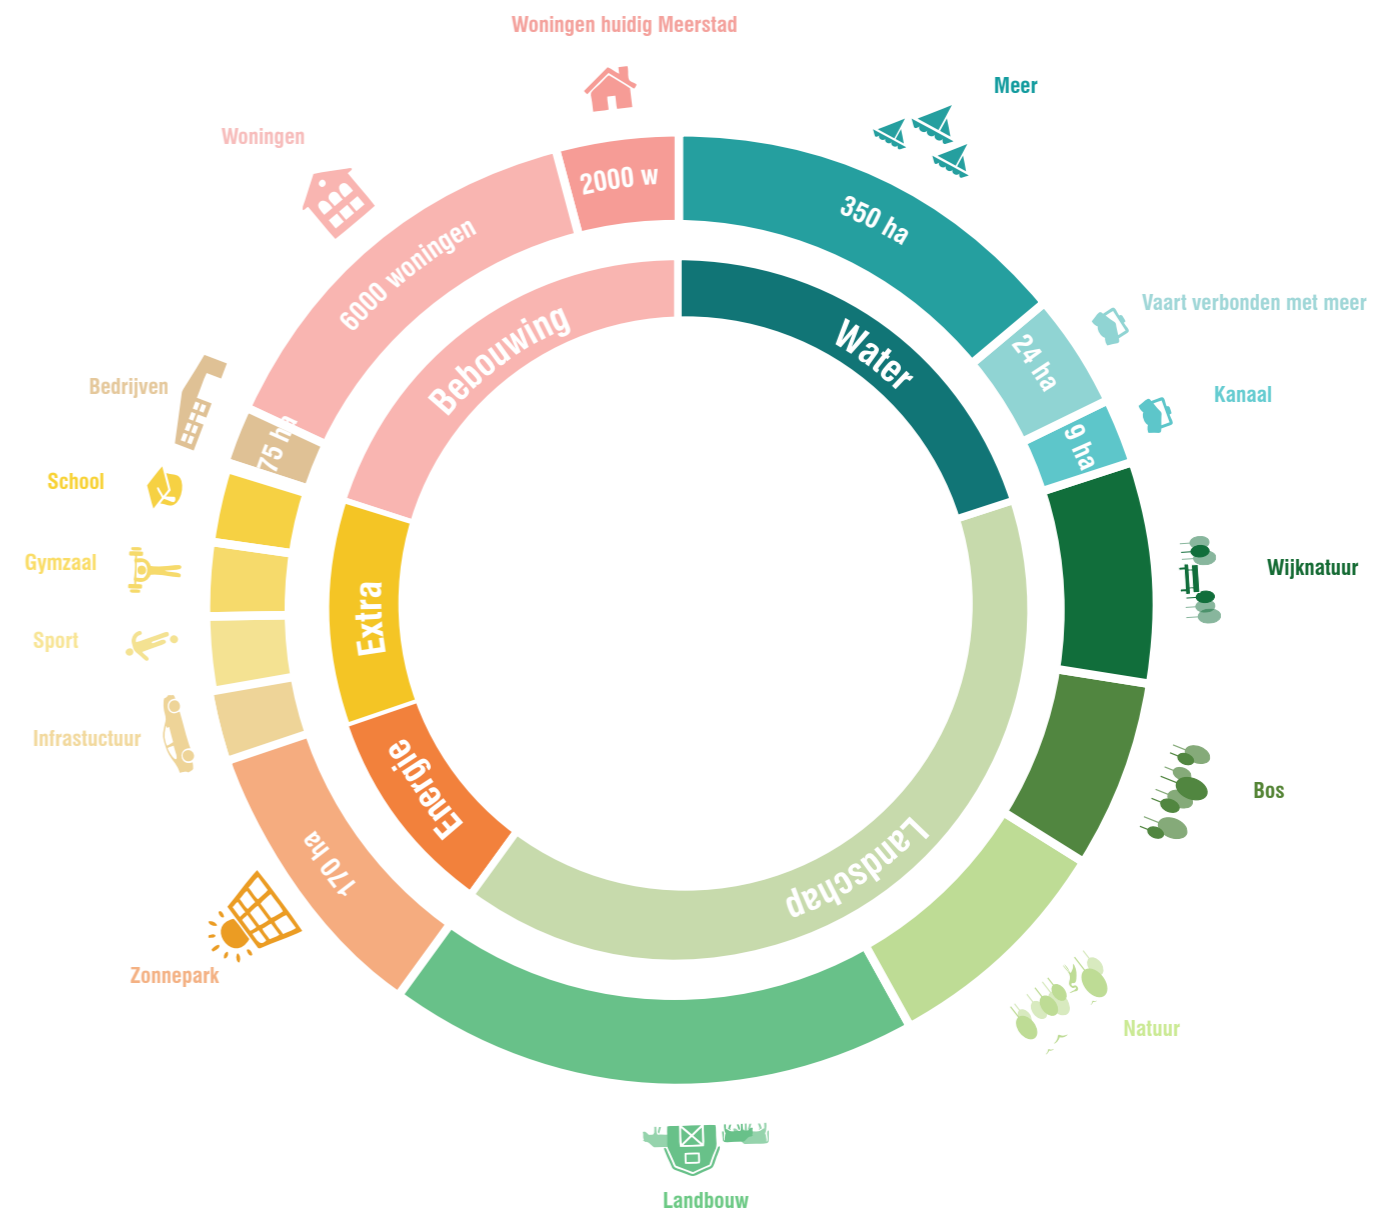 Woningen huidig Meerstad
Meer
Woningen
2000 w
350 ha
6000 woningen
Vaart verbonden met meer
24 ha
Kanaal
9 ha
Bedrijven
75 ha
School
Gymzaal
Sport
Infrastuctuur
Bebouwing
Water
Extra
Energie
Landschap
Wijknatuur
Bos
170 ha
Zonnepark
Natuur
Landbouw